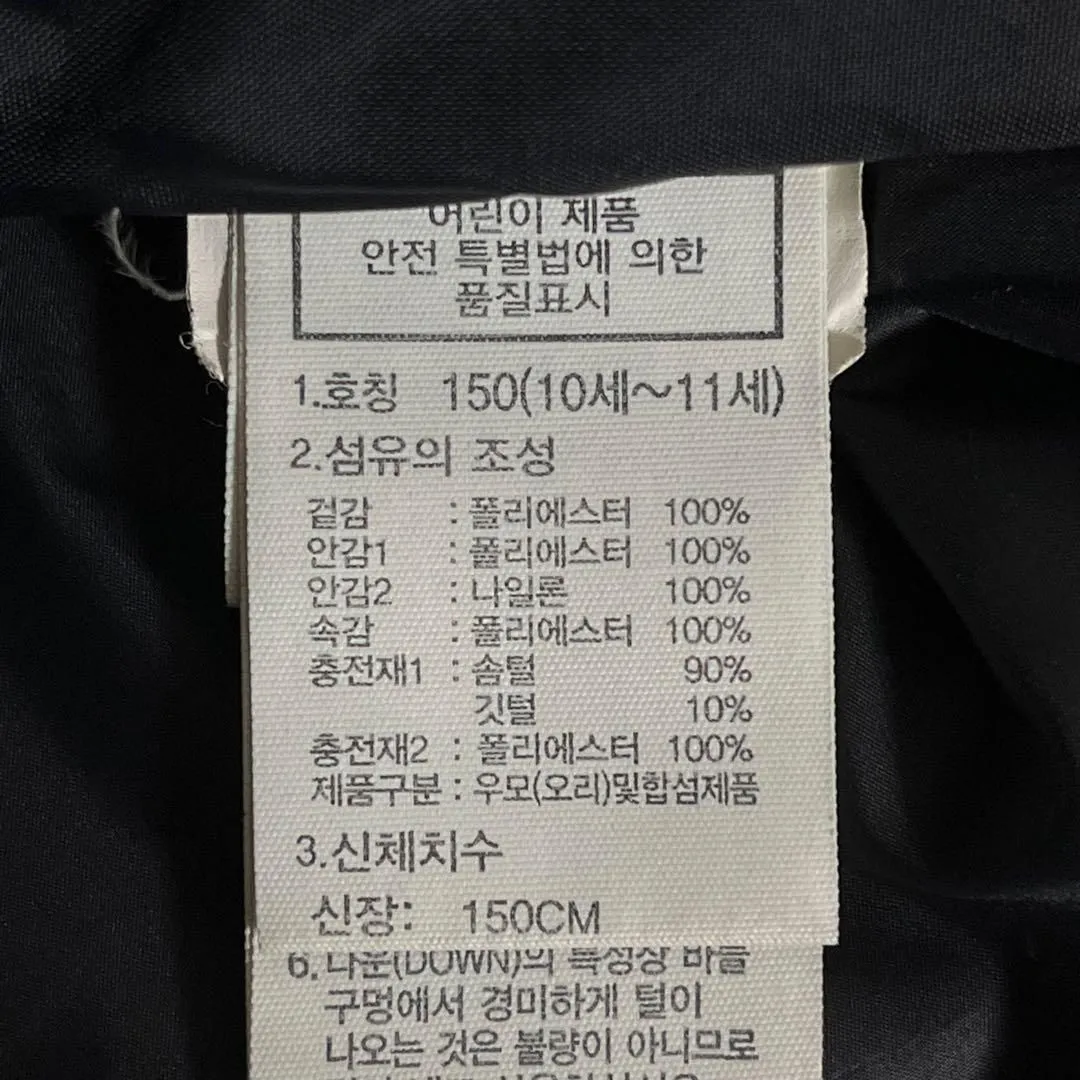 어린이 제품
안전 특별법에 의한
품질표시
1.호칭 150(10세~11세)
2.섬유의 조성
겉감 : 폴리에스터 100%
안감1 : 폴리에스터 100%
안감2 : 나일론 100%
속감 : 폴리에스터 100%
충전재1 : 솜털 90%
깃털 10%
충전재2 : 폴리에스터 100%
제품구분 : 우모(오리)및합섬제품
3.신체치수
신장: 150CM
6.다운(DOWN)의 특성상 바늘
구멍에서 경미하게 털이
나오는 것은 불량이 아니므로